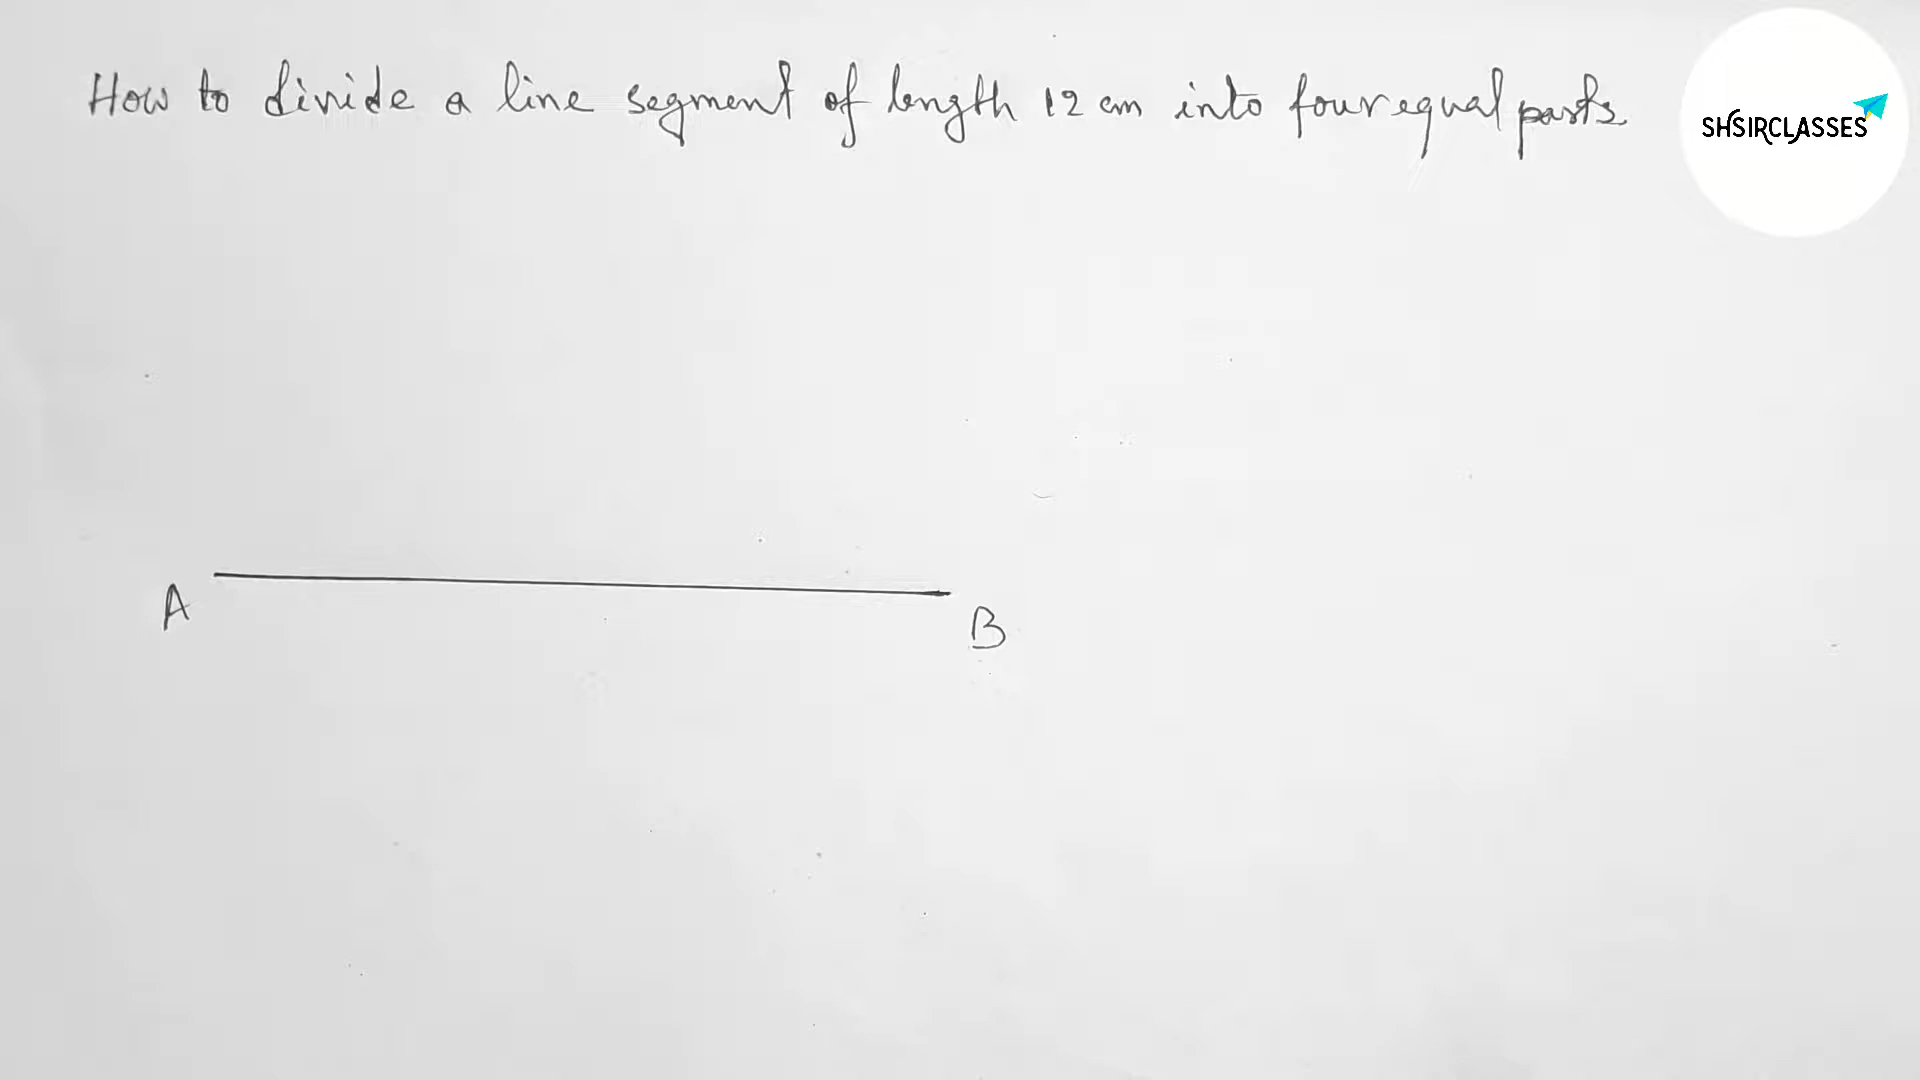 How to divide a line segment of length 12 cm into four equal parts.
SHSIRCLASSES
A
B